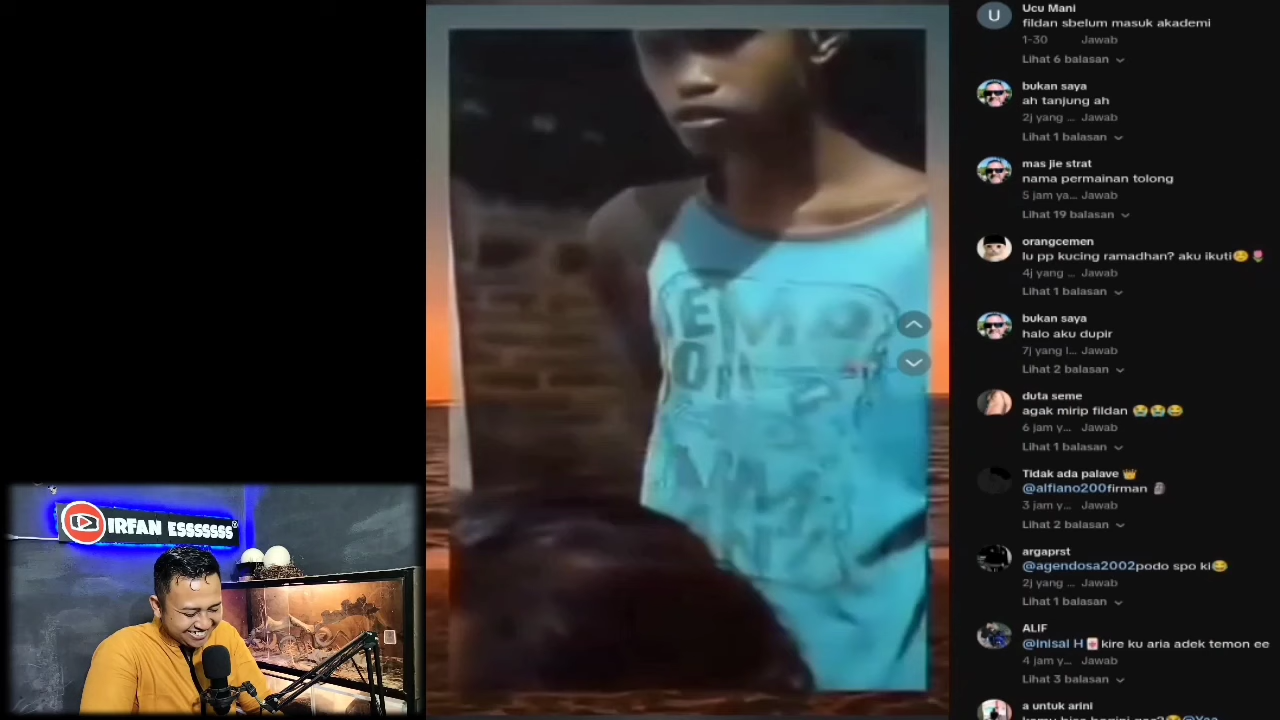 IRFAN ESSSSSSS
U
Ucu Mani
fildan sbelum masuk akademi
1-30 Jawab
Lihat 6 balasan
bukan saya
ah tanjung ah
2j yang ... Jawab
Lihat 1 balasan
mas jie strat
nama permainan tolong
5 jam ya... Jawab
Lihat 19 balasan
orangcemen
lu pp kucing ramadhan? aku ikuti☺️🌷
4j yang ... Jawab
Lihat 1 balasan
bukan saya
halo aku dupir
7j yang l... Jawab
Lihat 2 balasan
duta seme
agak mirip fildan 😭😭😂
6 jam y... Jawab
Lihat 1 balasan
Tidak ada palave 👑
@alfiano200firman 🗿
3 jam y... Jawab
Lihat 2 balasan
argaprst
@agendosa2002podo spo ki😂
2j yang ... Jawab
Lihat 1 balasan
ALIF
@inisal H🀄kire ku aria adek temon ee
4 jam y... Jawab
Lihat 3 balasan
a untuk arini